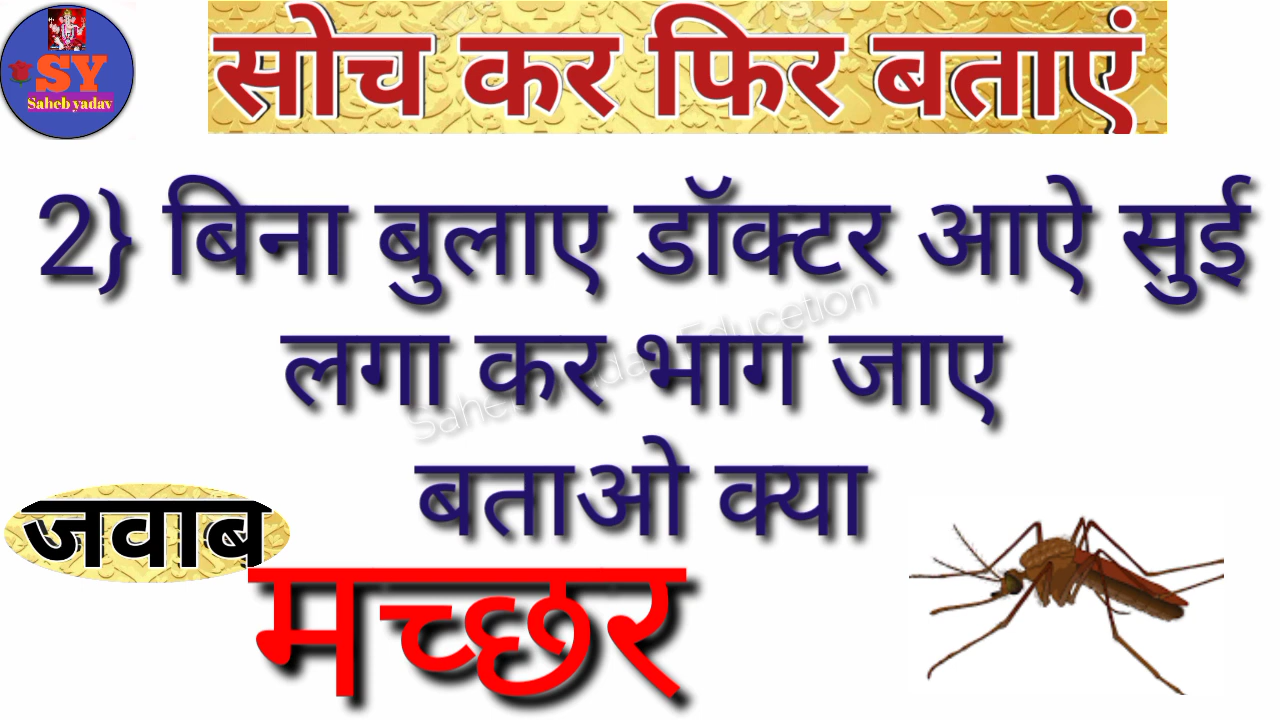 SY
Saheb yadav
सोच कर फिर बताएं
2} बिना बुलाए डॉक्टर आऐ सुई
लगा कर भाग जाए
बताओ क्या
जवाब
मच्छर